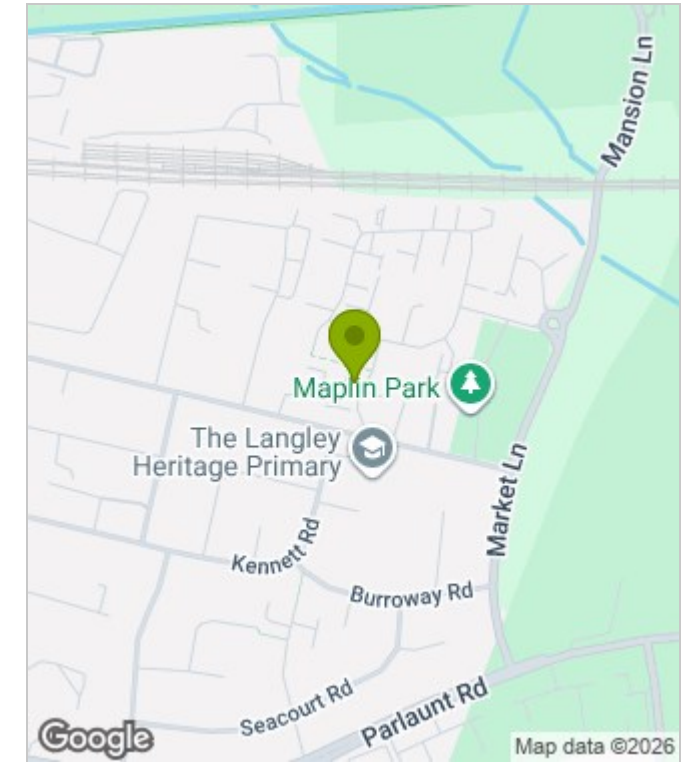 Mansion Ln
Maplin Park
The Langley
Heritage Primary
Market Ln
Kennett Rd
Burroway Rd
Seacourt Rd
Parlaunt Rd
Google
Map data ©2026